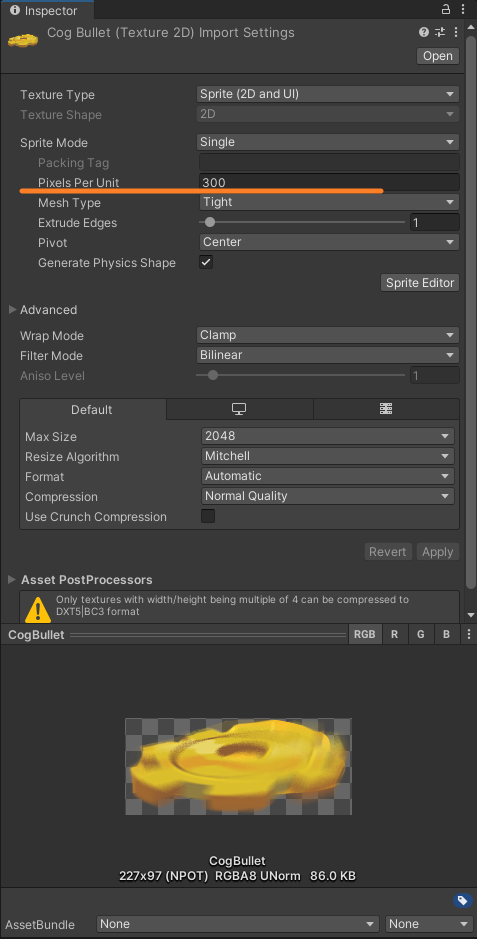 Inspector
Cog Bullet (Texture 2D) Import Settings
Open
Texture Type Sprite (2D and UI)
Texture Shape 2D
Sprite Mode Single
Packing Tag
Pixels Per Unit 300
Mesh Type Tight
Extrude Edges 1
Pivot Center
Generate Physics Shape
Sprite Editor
Advanced
Wrap Mode Clamp
Filter Mode Bilinear
Aniso Level 1
Default
Max Size 2048
Resize Algorithm Mitchell
Format Automatic
Compression Normal Quality
Use Crunch Compression
Revert Apply
Asset PostProcessors
Only textures with width/height being multiple of 4 can be compressed to
DXT5|BC3 format
CogBullet RGB R G B
CogBullet
227x97 (NPOT) RGBA8 UNorm 86.0 KB
AssetBundle None None